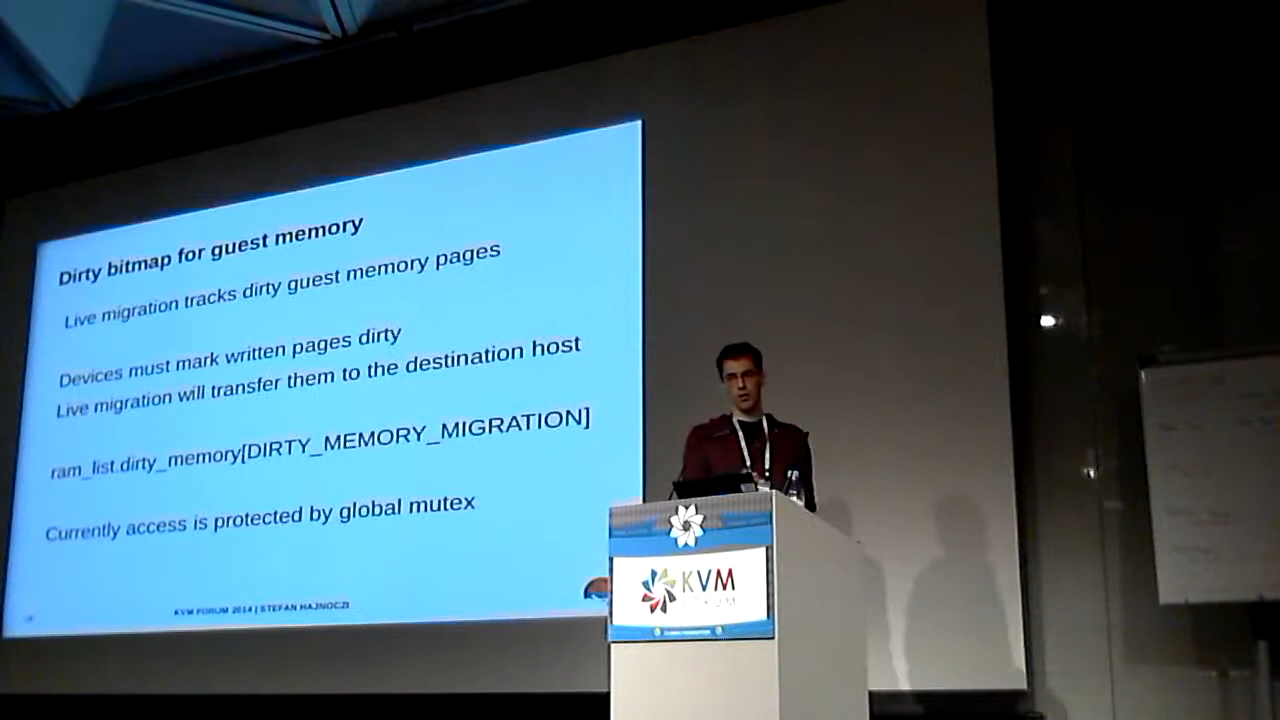 Dirty bitmap for guest memory
Live migration tracks dirty guest memory pages
Devices must mark written pages dirty
Live migration will transfer them to the destination host
ram_list.dirty_memory[DIRTY_MEMORY_MIGRATION]
Currently access is protected by global mutex
KVM FORUM 2014 | STEFAN HAJNOCZI
KVM
FORUM